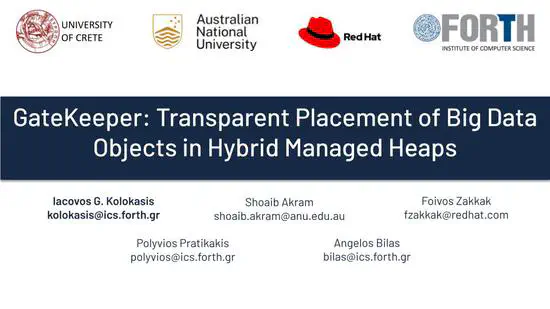 UNIVERSITY
OF CRETE
Australian
National
University
Red Hat
FORTH
INSTITUTE OF COMPUTER SCIENCE
GateKeeper: Transparent Placement of Big Data
Objects in Hybrid Managed Heaps
Iacovos G. Kolokasis
kolokasis@ics.forth.gr
Shoaib Akram
shoaib.akram@anu.edu.au
Foivos Zakkak
fzakkak@redhat.com
Polyvios Pratikakis
polyvios@ics.forth.gr
Angelos Bilas
bilas@ics.forth.gr